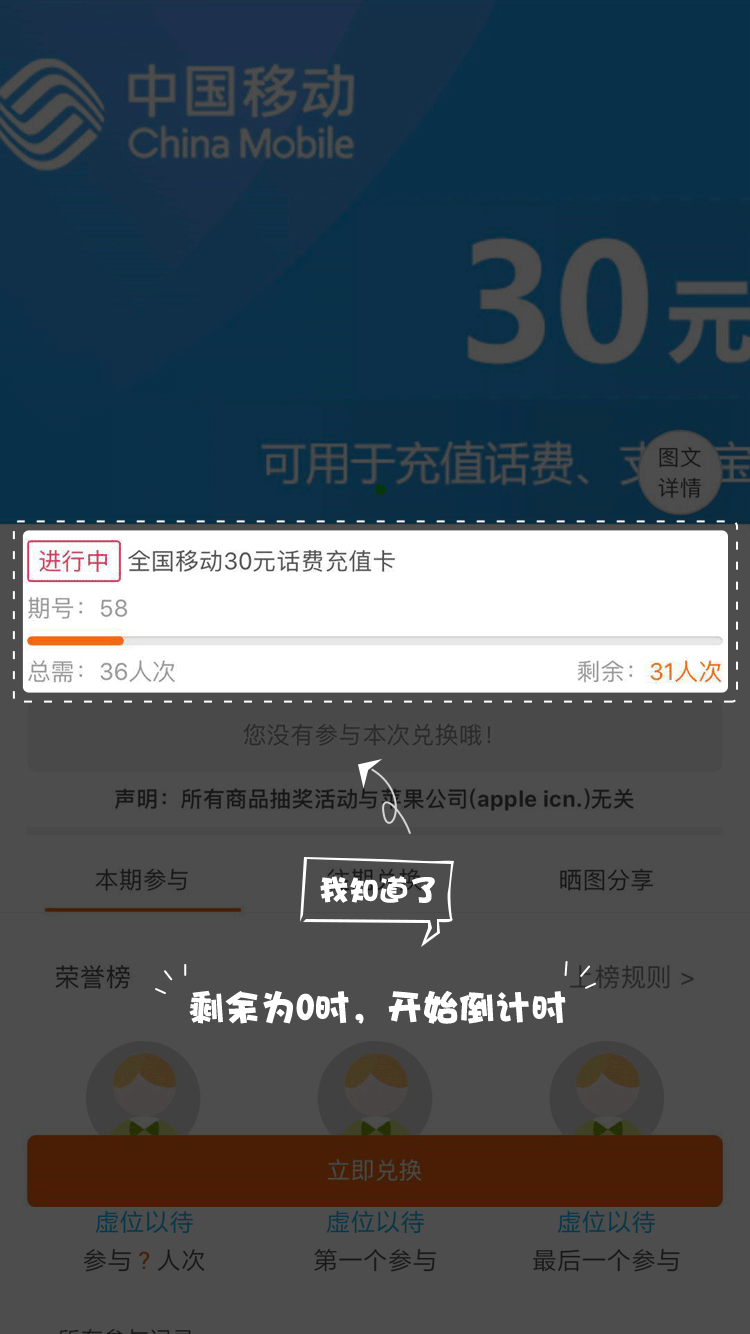 中国移动
China Mobile
30元
可用于充值话费、支
宝
图文
详情
进行中 全国移动30元话费充值卡
期号：58
总需：36人次 剩余：31人次
您没有参与本次兑换哦！
声明：所有商品抽奖活动与苹果公司(apple icn.)无关
本期参与 往期兑换 晒图分享
我知道了
荣誉榜 上榜规则 >
剩余为0时，开始倒计时
立即兑换
虚位以待 虚位以待 虚位以待
参与？人次 第一个参与 最后一个参与
所有参与记录